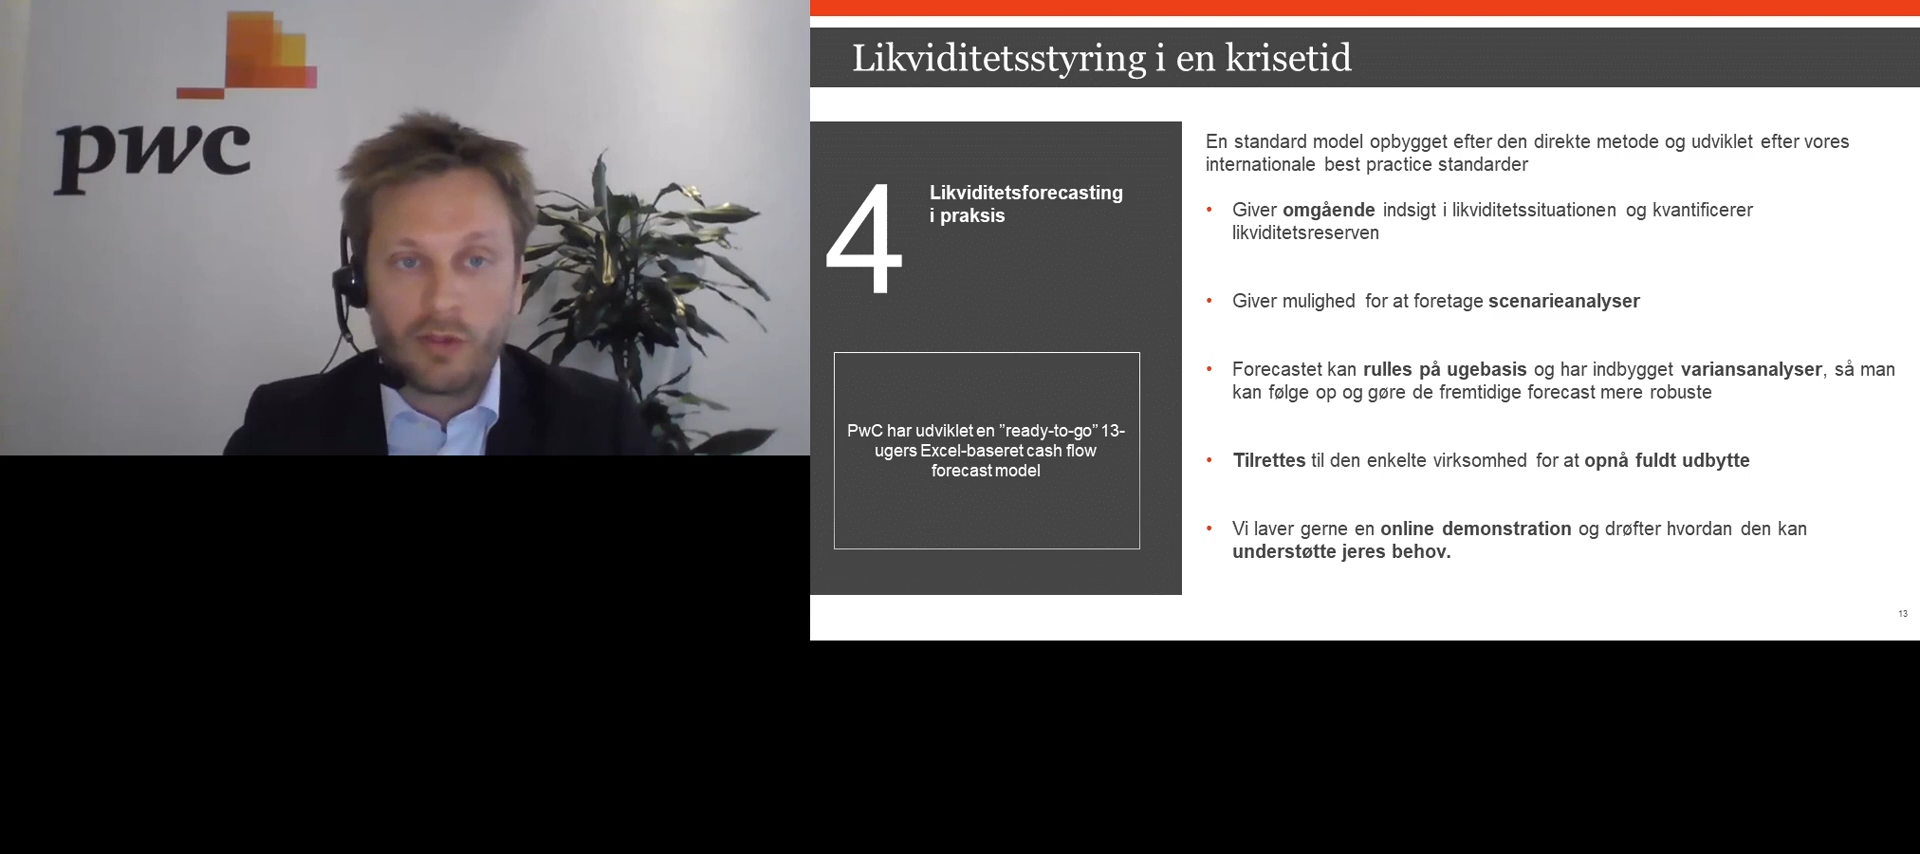 pwc
Likviditetsstyring i en krisetid
4
Likviditetsforecasting
i praksis
PwC har udviklet en ”ready-to-go” 13-
ugers Excel-baseret cash flow
forecast model
En standard model opbygget efter den direkte metode og udviklet efter vores
internationale best practice standarder
• Giver omgående indsigt i likviditetssituationen og kvantificerer
likviditetsreserven
• Giver mulighed for at foretage scenarieanalyser
• Forecastet kan rulles på ugebasis og har indbygget variansanalyser, så man
kan følge op og gøre de fremtidige forecast mere robuste
• Tilrettes til den enkelte virksomhed for at opnå fuldt udbytte
• Vi laver gerne en online demonstration og drøfter hvordan den kan
understøtte jeres behov.
13